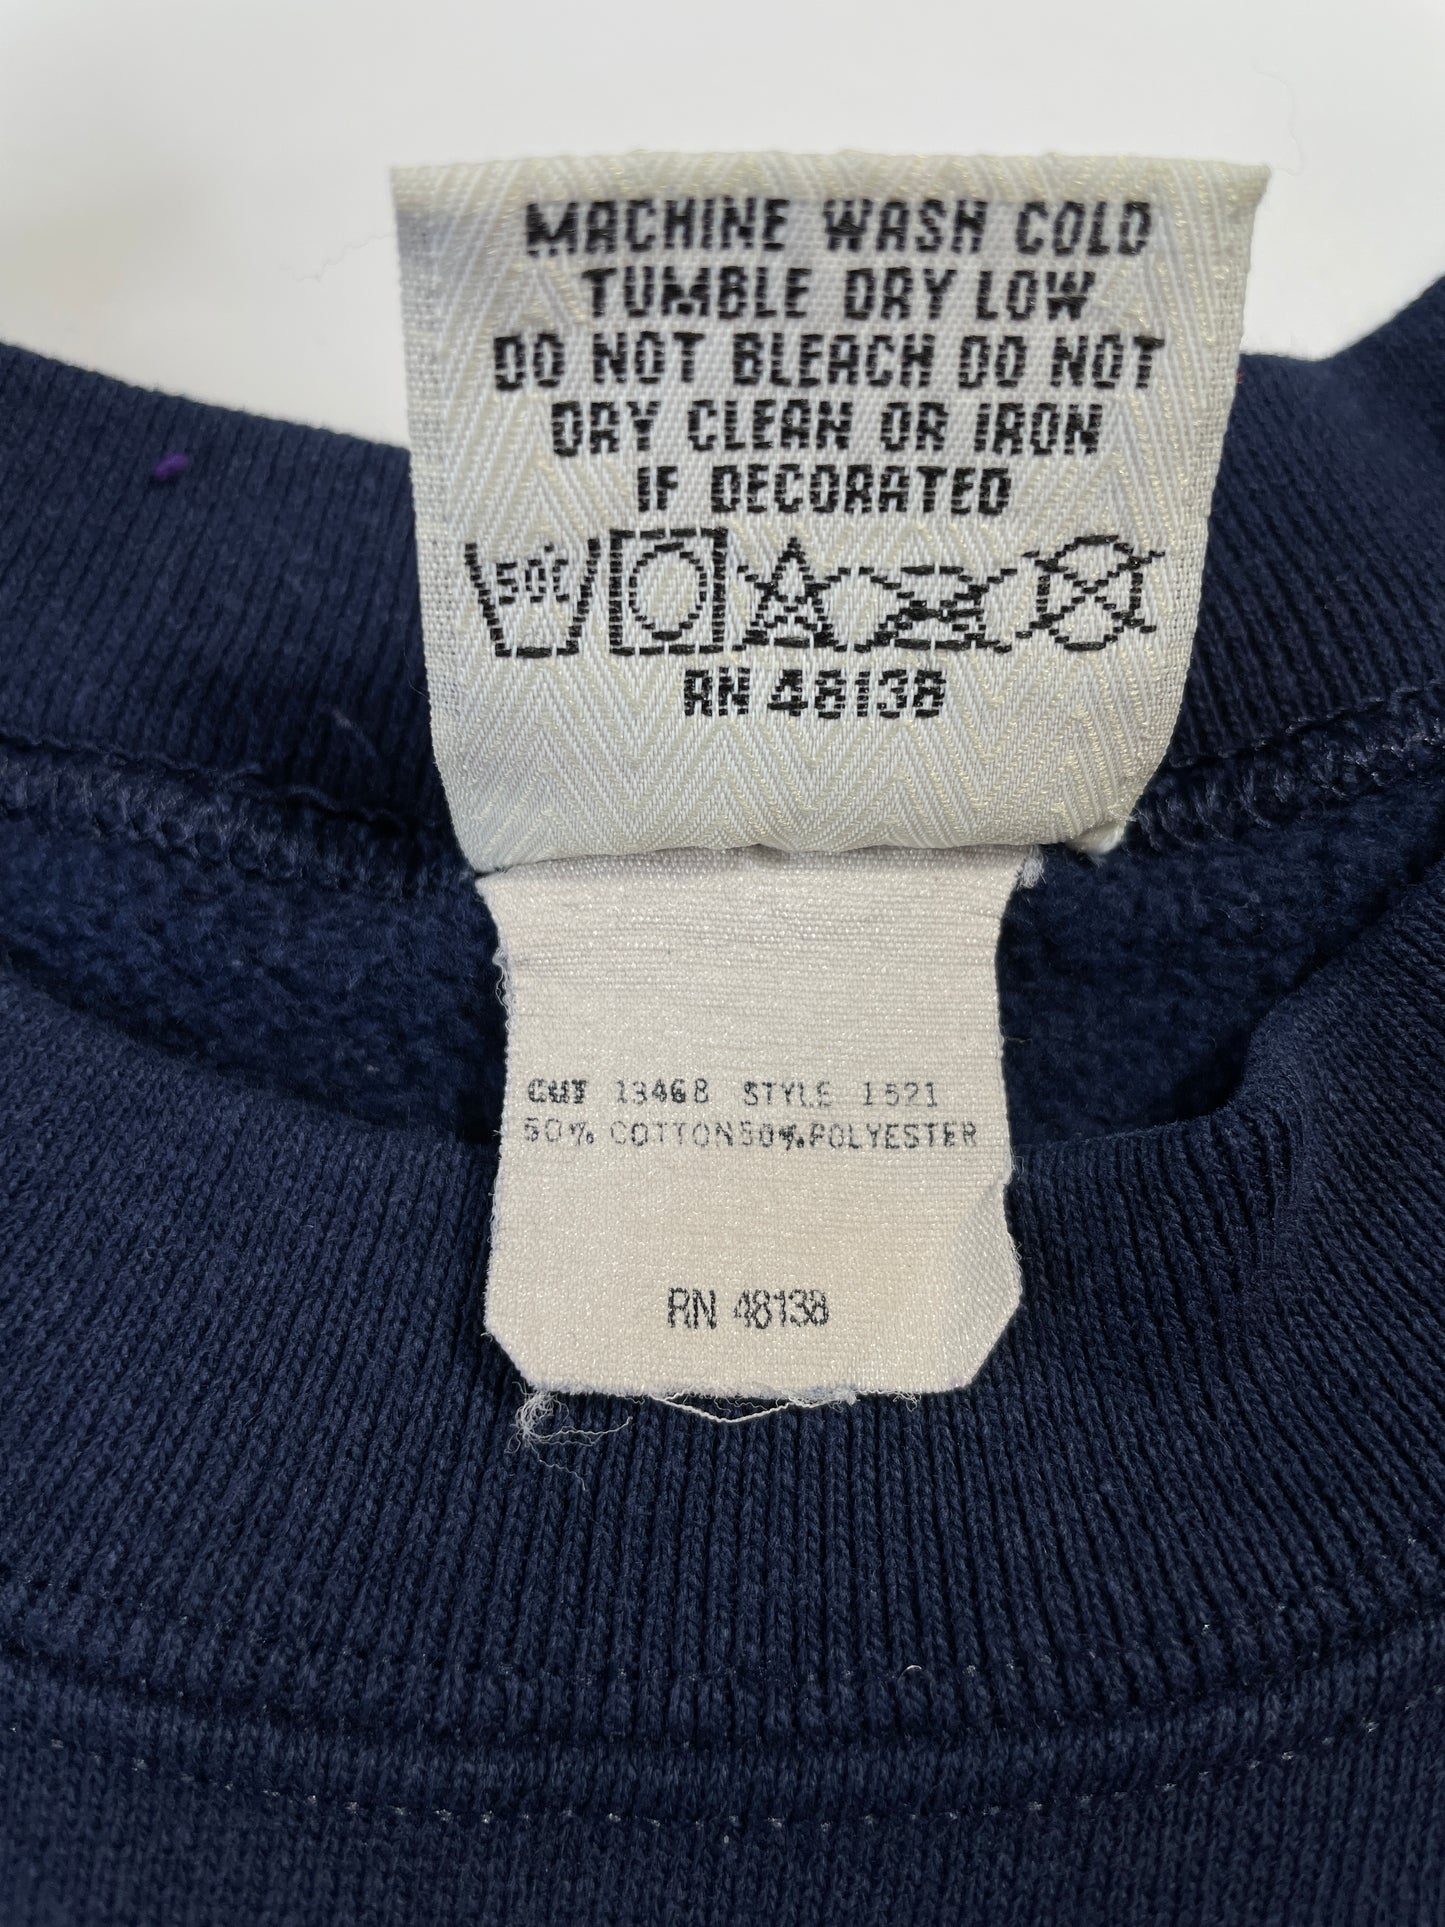 MACHINE WASH COLD
TUMBLE DRY LOW
DO NOT BLEACH DO NOT
DRY CLEAN OR IRON
IF DECORATED
50C
RN 48138
CUT 13468 STYLE 1521
50% COTTON50%POLYESTER
RN 48138